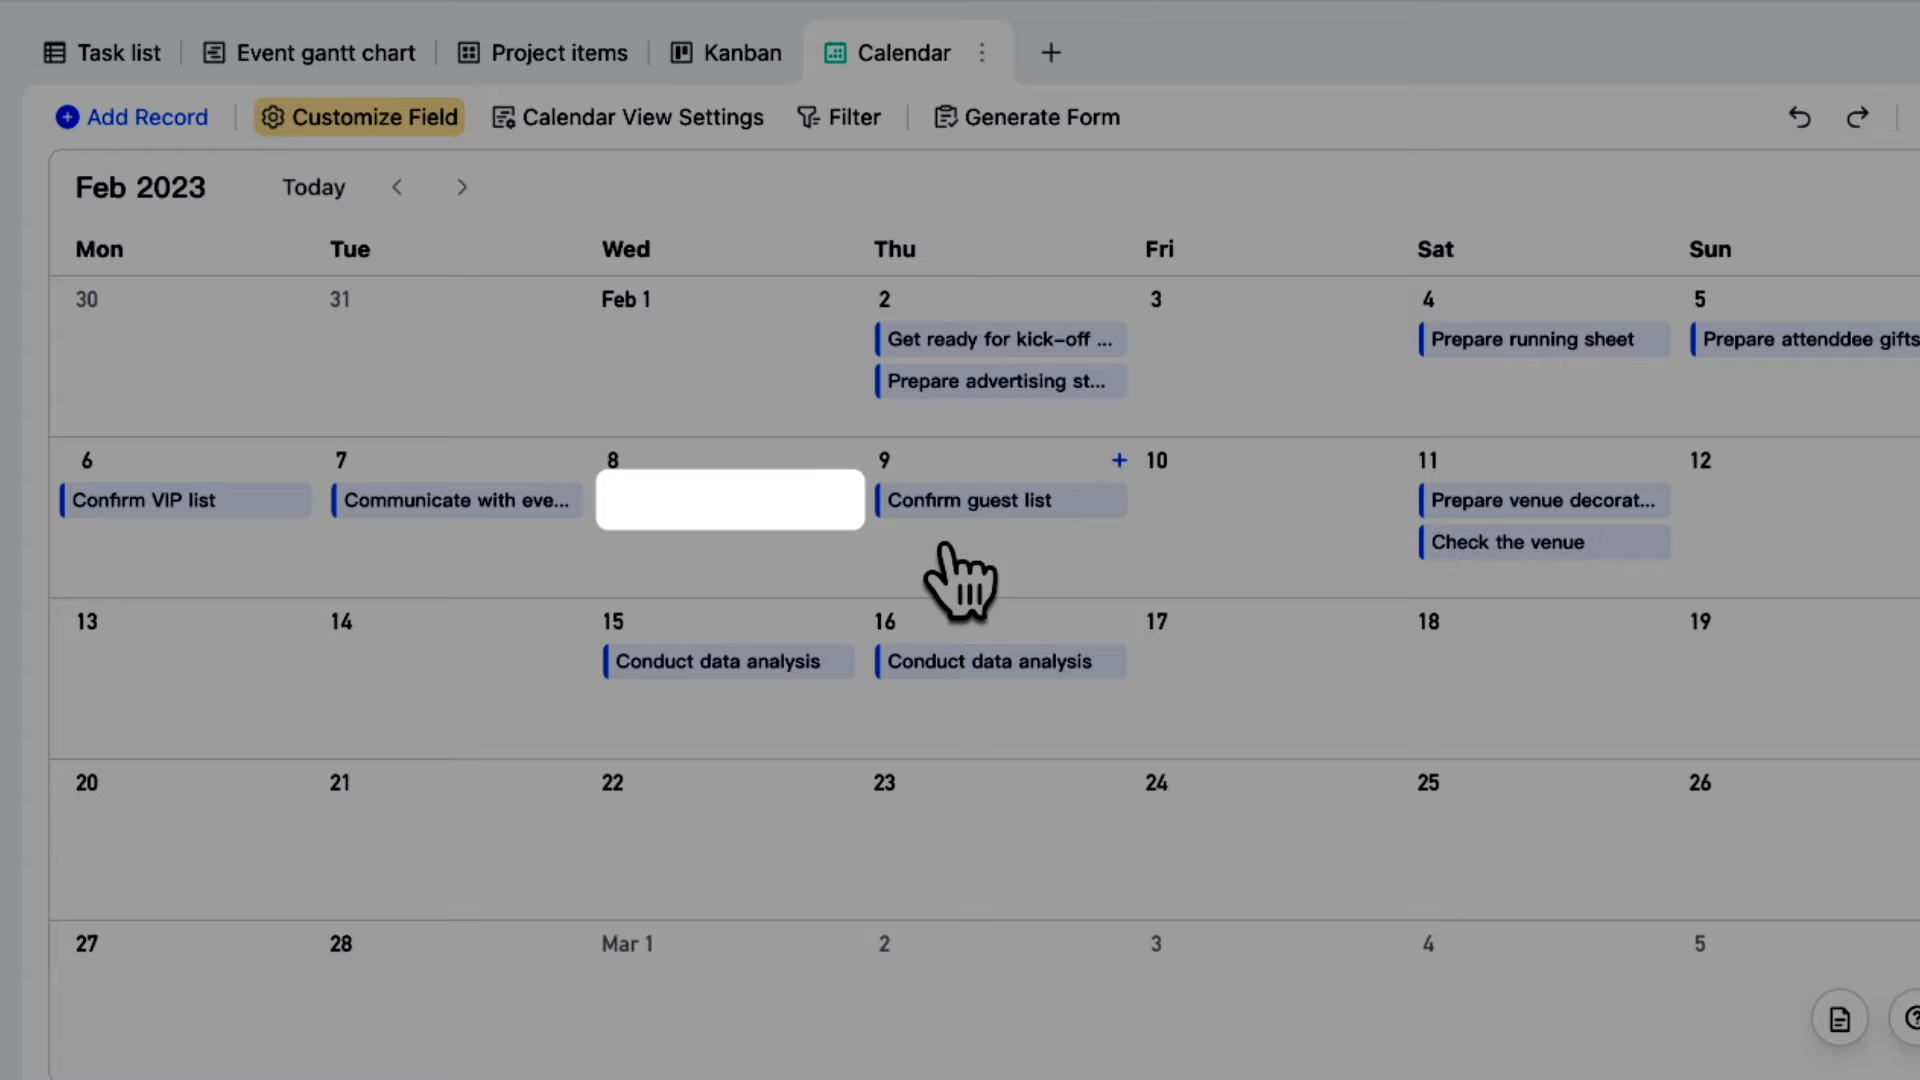 Task list
Event gantt chart
Project items
Kanban
Calendar
Add Record
Customize Field
Calendar View Settings
Filter
Generate Form
Feb 2023
Today
Mon Tue Wed Thu Fri Sat Sun
30 31 Feb 1 2 3 4 5
Get ready for kick-off ...
Prepare running sheet
Prepare attenddee gifts
Prepare advertising st...
6 7 8 9 + 10 11 12
Confirm VIP list
Communicate with eve...
Confirm guest list
Prepare venue decorat...
Check the venue
13 14 15 16 17 18 19
Conduct data analysis
Conduct data analysis
20 21 22 23 24 25 26
27 28 Mar 1 2 3 4 5